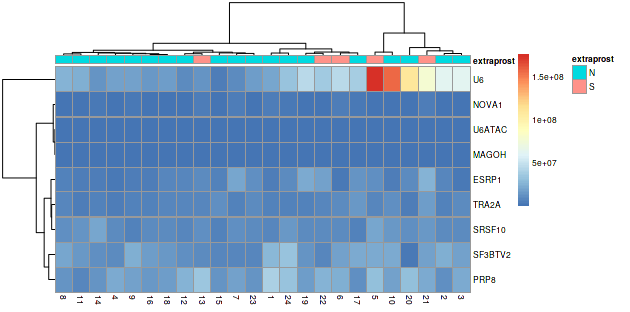 extraprost
extraprost
N
S
1.5e+08
1e+08
5e+07
U6
NOVA1
U6ATAC
MAGOH
ESRP1
TRA2A
SRSF10
SF3BTV2
PRP8
8 11 14 4 9 16 18 12 13 15 7 23 1 24 19 22 6 17 5 10 20 21 2 3